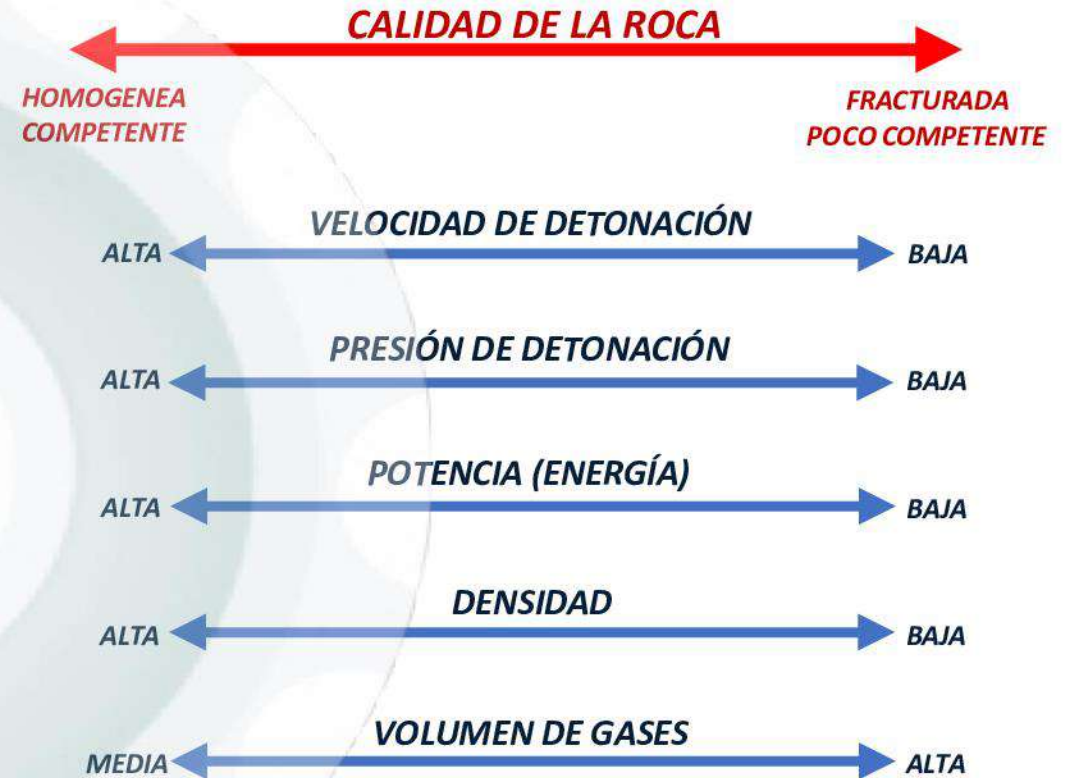 CALIDAD DE LA ROCA
HOMOGENEA
COMPETENTE
FRACTURADA
POCO COMPETENTE
VELOCIDAD DE DETONACIÓN
ALTA
BAJA
PRESIÓN DE DETONACIÓN
ALTA
BAJA
POTENCIA (ENERGÍA)
ALTA
BAJA
DENSIDAD
ALTA
BAJA
VOLUMEN DE GASES
MEDIA
ALTA